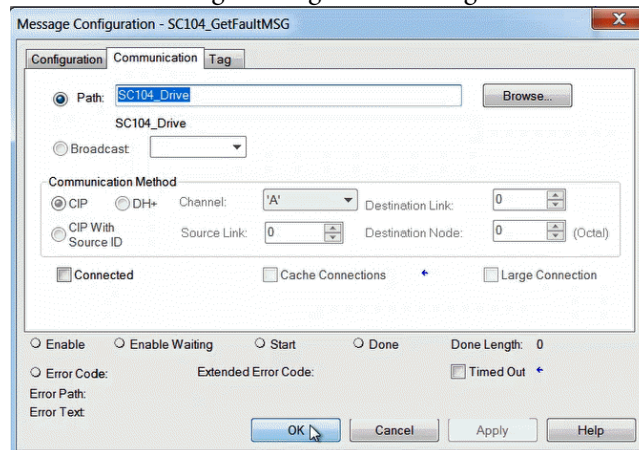 Message Configuration - SC104_GetFaultMSG
X
Configuration Communication Tag
Path: SC104_Drive Browse...
SC104_Drive
Broadcast:
Communication Method
CIP DH+ Channel: 'A' Destination Link: 0
CIP With Source ID Source Link: 0 Destination Node: 0 (Octal)
Connected Cache Connections Large Connection
Enable Enable Waiting Start Done Done Length: 0
Error Code: Extended Error Code: Timed Out
Error Path:
Error Text:
OK Cancel Apply Help